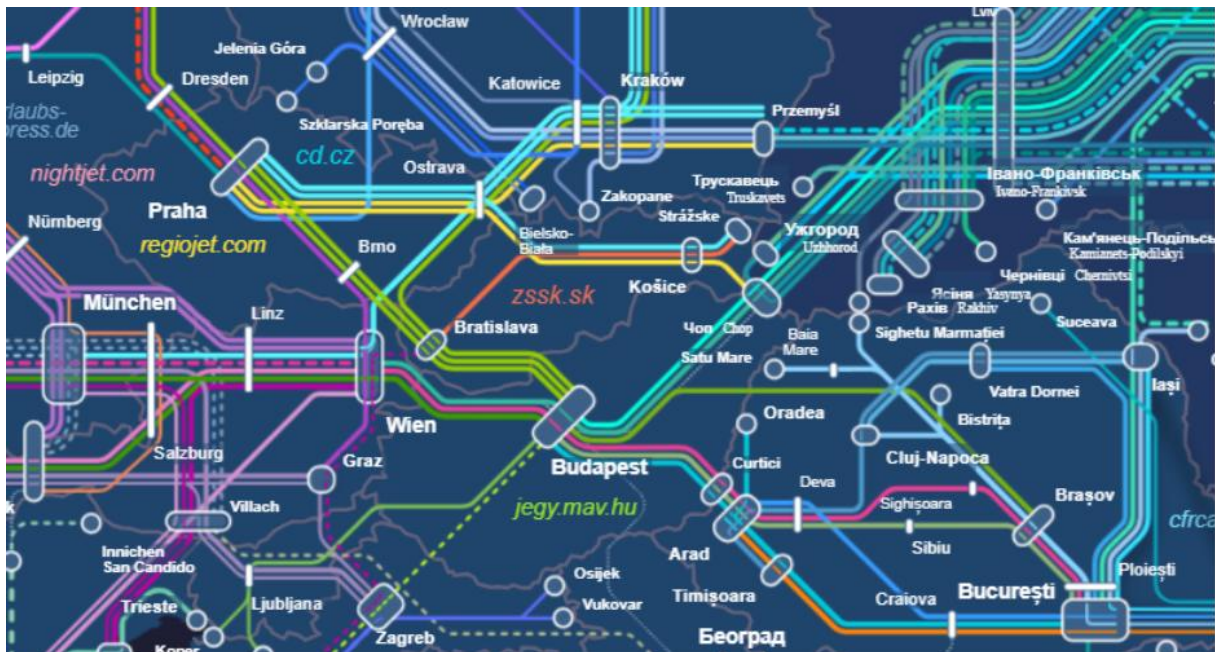 Wrocław
Lviv
Jelenia Góra
Leipzig
Dresden
Katowice
Kraków
Przemyśl
rlaubs-
press.de
Szklarska Poręba
cd.cz
Ostrava
nightjet.com
Zakopane
Трускавець
Truskavets
Івано-Франківськ
Ivano-Frankivsk
Praha
Strážske
Nürnberg
regiojet.com
Brno
Bielsko-
Biała
Ужгород
Uzhhorod
Кам'янець-Подільсь
Kamianets-Podilskyi
Košice
Чернівці Chernivtsi
München
Linz
zssk.sk
Ясіня Yasynya
Рахів Rakhiv
Bratislava
Чоп Chop
Baia
Mare
Sighetu Marmației
Suceava
Satu Mare
Vatra Dornei
Iași
Wien
Oradea
Bistrița
Salzburg
Graz
Budapest
Curtici
Cluj-Napoca
Deva
Brașov
k
Villach
jegy.mav.hu
Sighișoara
cfrca
Innichen
San Candido
Arad
Sibiu
Osijek
Ploiești
Trieste
Ljubljana
Timișoara
Craiova
București
Vukovar
Koper
Zagreb
Београд